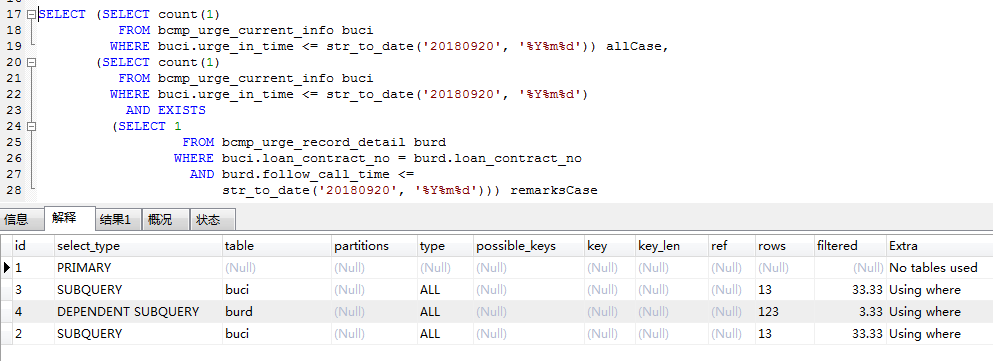 17 SELECT (SELECT count(1)
18 FROM bcmp_urge_current_info buci
19 WHERE buci.urge_in_time <= str_to_date('20180920', '%Y%m%d')) allCase,
20 (SELECT count(1)
21 FROM bcmp_urge_current_info buci
22 WHERE buci.urge_in_time <= str_to_date('20180920', '%Y%m%d')
23 AND EXISTS
24 (SELECT 1
25 FROM bcmp_urge_record_detail burd
26 WHERE buci.loan_contract_no = burd.loan_contract_no
27 AND burd.follow_call_time <=
28 str_to_date('20180920', '%Y%m%d'))) remarksCase
信息 解释 结果1 概况 状态
id select_type table partitions type possible_keys key key_len ref rows filtered Extra
1 PRIMARY (Null) (Null) (Null) (Null) (Null) (Null) (Null) (Null) (Null) No tables used
3 SUBQUERY buci (Null) ALL (Null) (Null) (Null) (Null) 13 33.33 Using where
4 DEPENDENT SUBQUERY burd (Null) ALL (Null) (Null) (Null) (Null) 123 3.33 Using where
2 SUBQUERY buci (Null) ALL (Null) (Null) (Null) (Null) 13 33.33 Using where